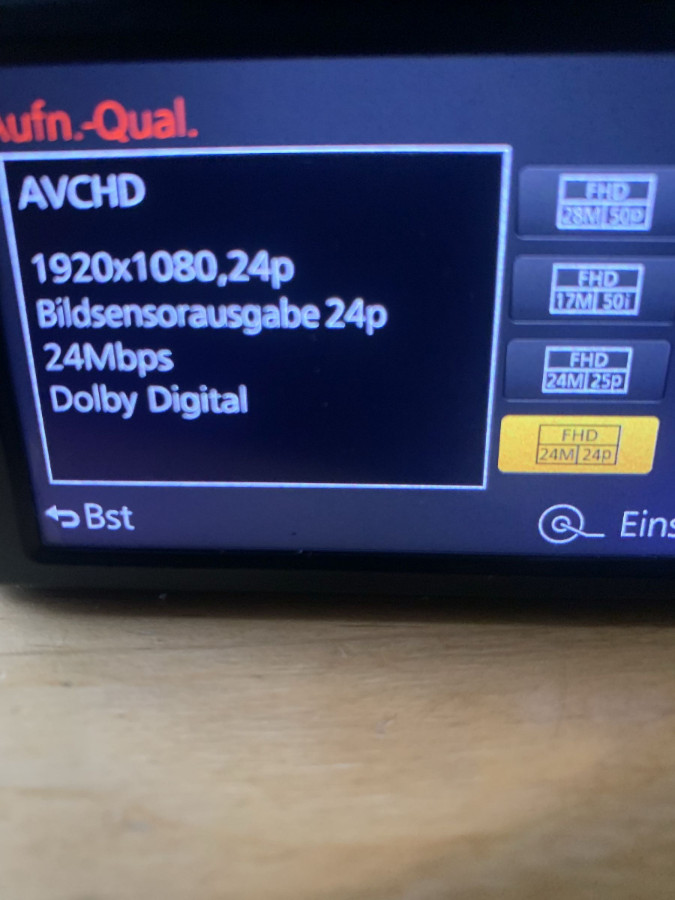 Aufn.-Qual.
AVCHD
1920x1080,24p
Bildsensorausgabe 24p
24Mbps
Dolby Digital
FHD
28M 50p
FHD
17M 50i
FHD
24M 25p
FHD
24M 24p
Bst
Eins